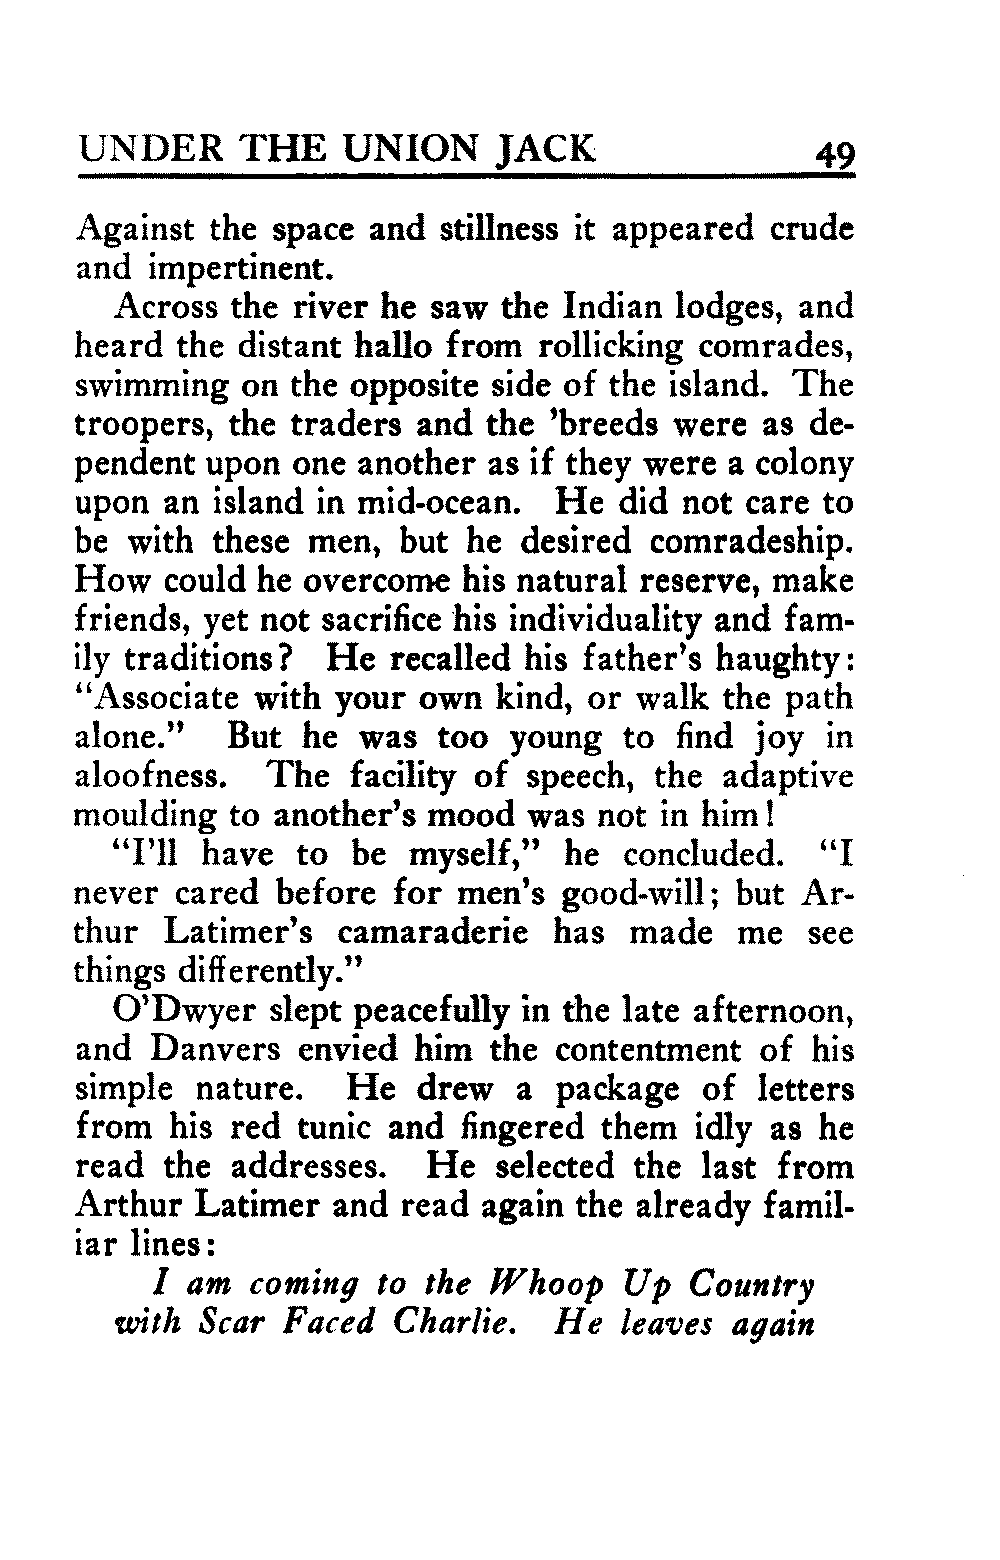 UNDER THE UNION JACK 49
Against the space and stillness it appeared crude
and impertinent.
Across the river he saw the Indian lodges, and
heard the distant hallo from rollicking comrades,
swimming on the opposite side of the island. The
troopers, the traders and the ’breeds were as de-
pendent upon one another as if they were a colony
upon an island in mid-ocean. He did not care to
be with these men, but he desired comradeship.
How could he overcome his natural reserve, make
friends, yet not sacrifice his individuality and fam-
ily traditions? He recalled his father’s haughty:
“Associate with your own kind, or walk the path
alone.” But he was too young to find joy in
aloofness. The facility of speech, the adaptive
moulding to another’s mood was not in him!
“I’ll have to be myself,” he concluded. “I
never cared before for men’s good-will; but Ar-
thur Latimer’s camaraderie has made me see
things differently.”
O’Dwyer slept peacefully in the late afternoon,
and Danvers envied him the contentment of his
simple nature. He drew a package of letters
from his red tunic and fingered them idly as he
read the addresses. He selected the last from
Arthur Latimer and read again the already famil-
iar lines:
I am coming to the Whoop Up Country
with Scar Faced Charlie. He leaves again